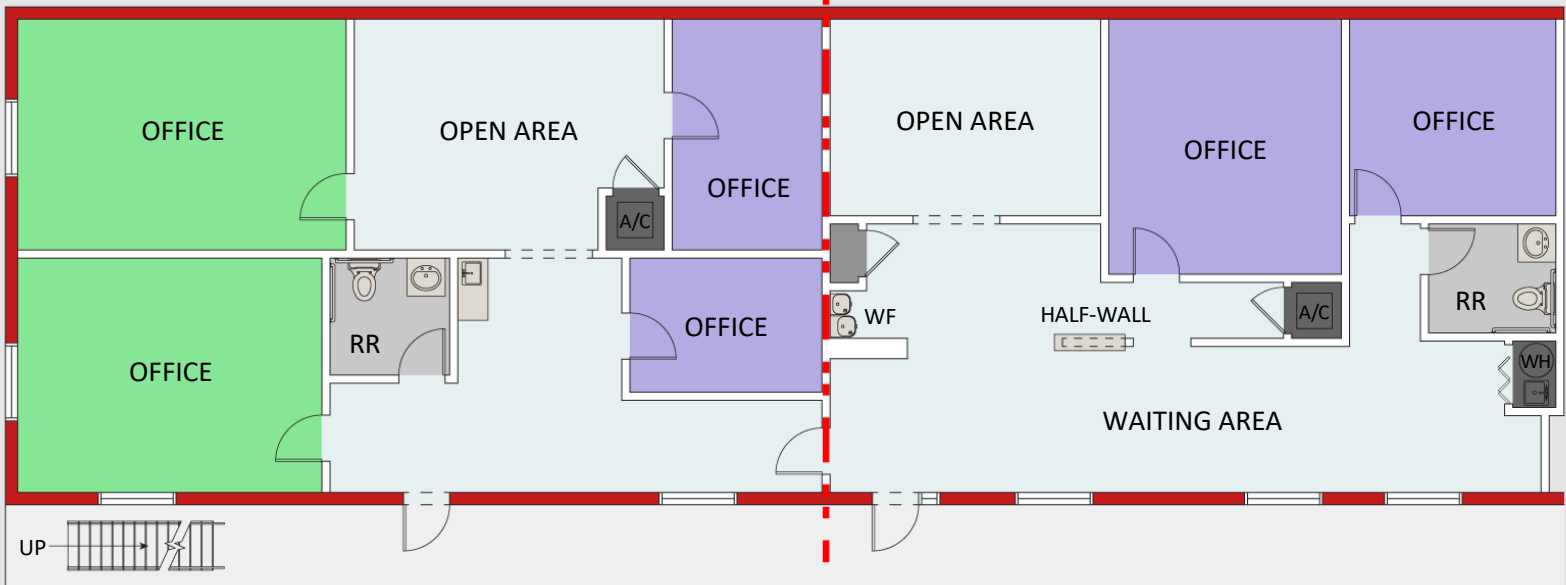 OFFICE
OPEN AREA
OFFICE
OPEN AREA
OFFICE
OFFICE
A/C
OFFICE
RR
OFFICE
WF
HALF-WALL
A/C
RR
WH
WAITING AREA
UP